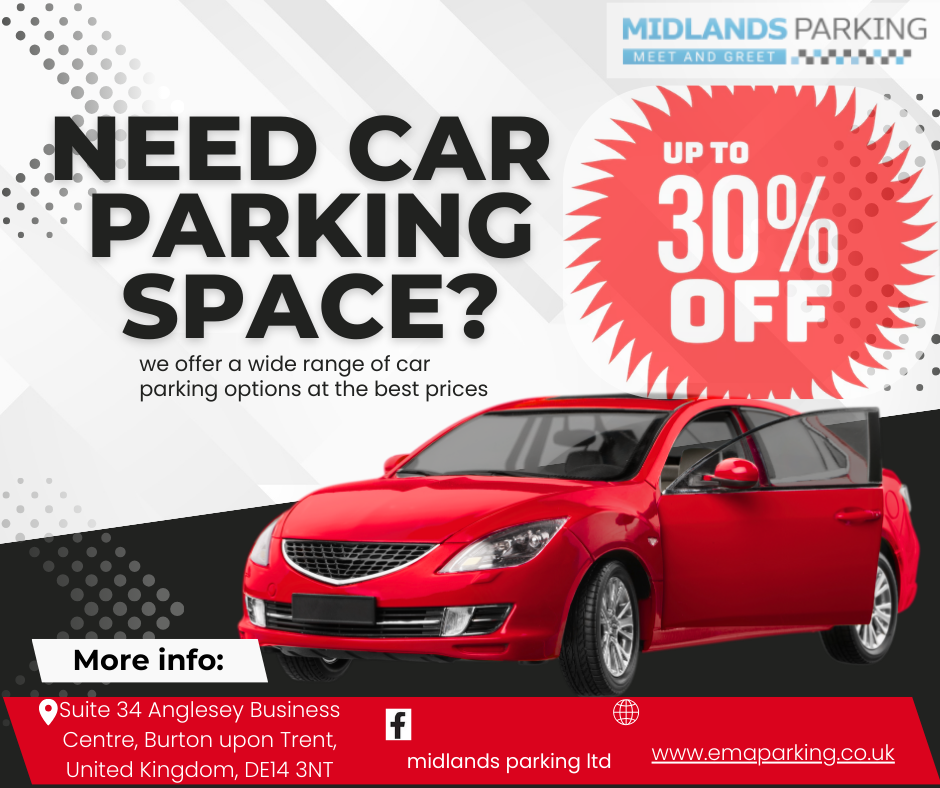 MIDLANDS PARKING
MEET AND GREET
NEED CAR
PARKING
SPACE?
we offer a wide range of car
parking options at the best prices
UP TO
30%
OFF
More info:
Suite 34 Anglesey Business
Centre, Burton upon Trent,
United Kingdom, DE14 3NT
midlands parking ltd
www.emaparking.co.uk